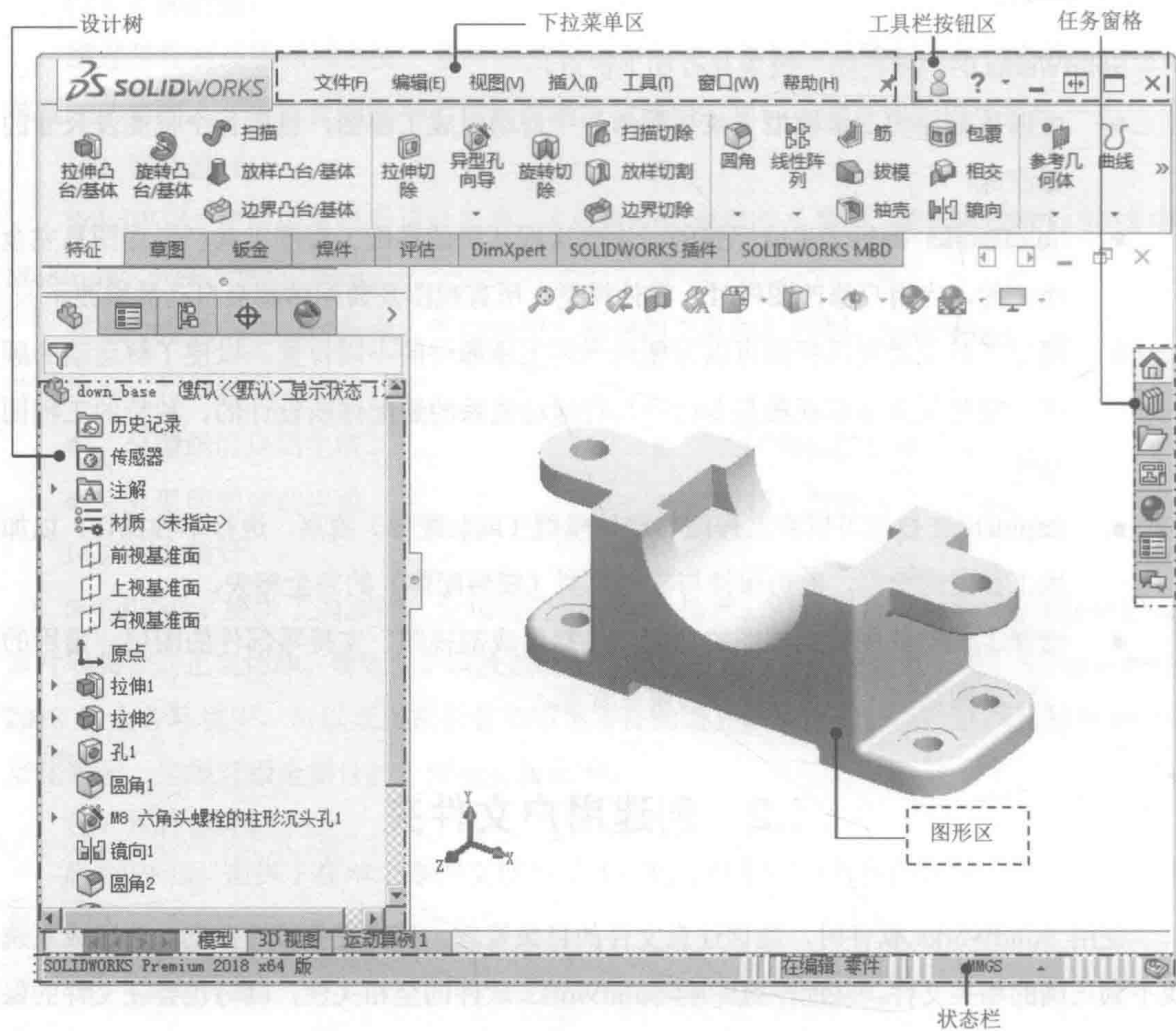 设计树
下拉菜单区
工具栏按钮区
任务窗格
SOLIDWORKS
文件(F) 编辑(E) 视图(V) 插入(I) 工具(T) 窗口(W) 帮助(H)
?
拉伸凸台/基体
旋转凸台/基体
扫描
放样凸台/基体
边界凸台/基体
拉伸切除
异型孔向导
旋转切除
扫描切除
放样切割
边界切除
圆角
线性阵列
筋
拔模
抽壳
包覆
相交
镜向
参考几何体
曲线
特征 草图 钣金 焊件 评估 DimXpert SOLIDWORKS 插件 SOLIDWORKS MBD
down_base (默认<<默认>_显示状态 1
历史记录
传感器
注解
材质 <未指定>
前视基准面
上视基准面
右视基准面
原点
拉伸1
拉伸2
孔1
圆角1
M8 六角头螺栓的柱形沉头孔1
镜向1
圆角2
Y
X
Z
图形区
模型 3D 视图 运动算例1
SOLIDWORKS Premium 2018 x64 版
在编辑 零件
MMGS
状态栏